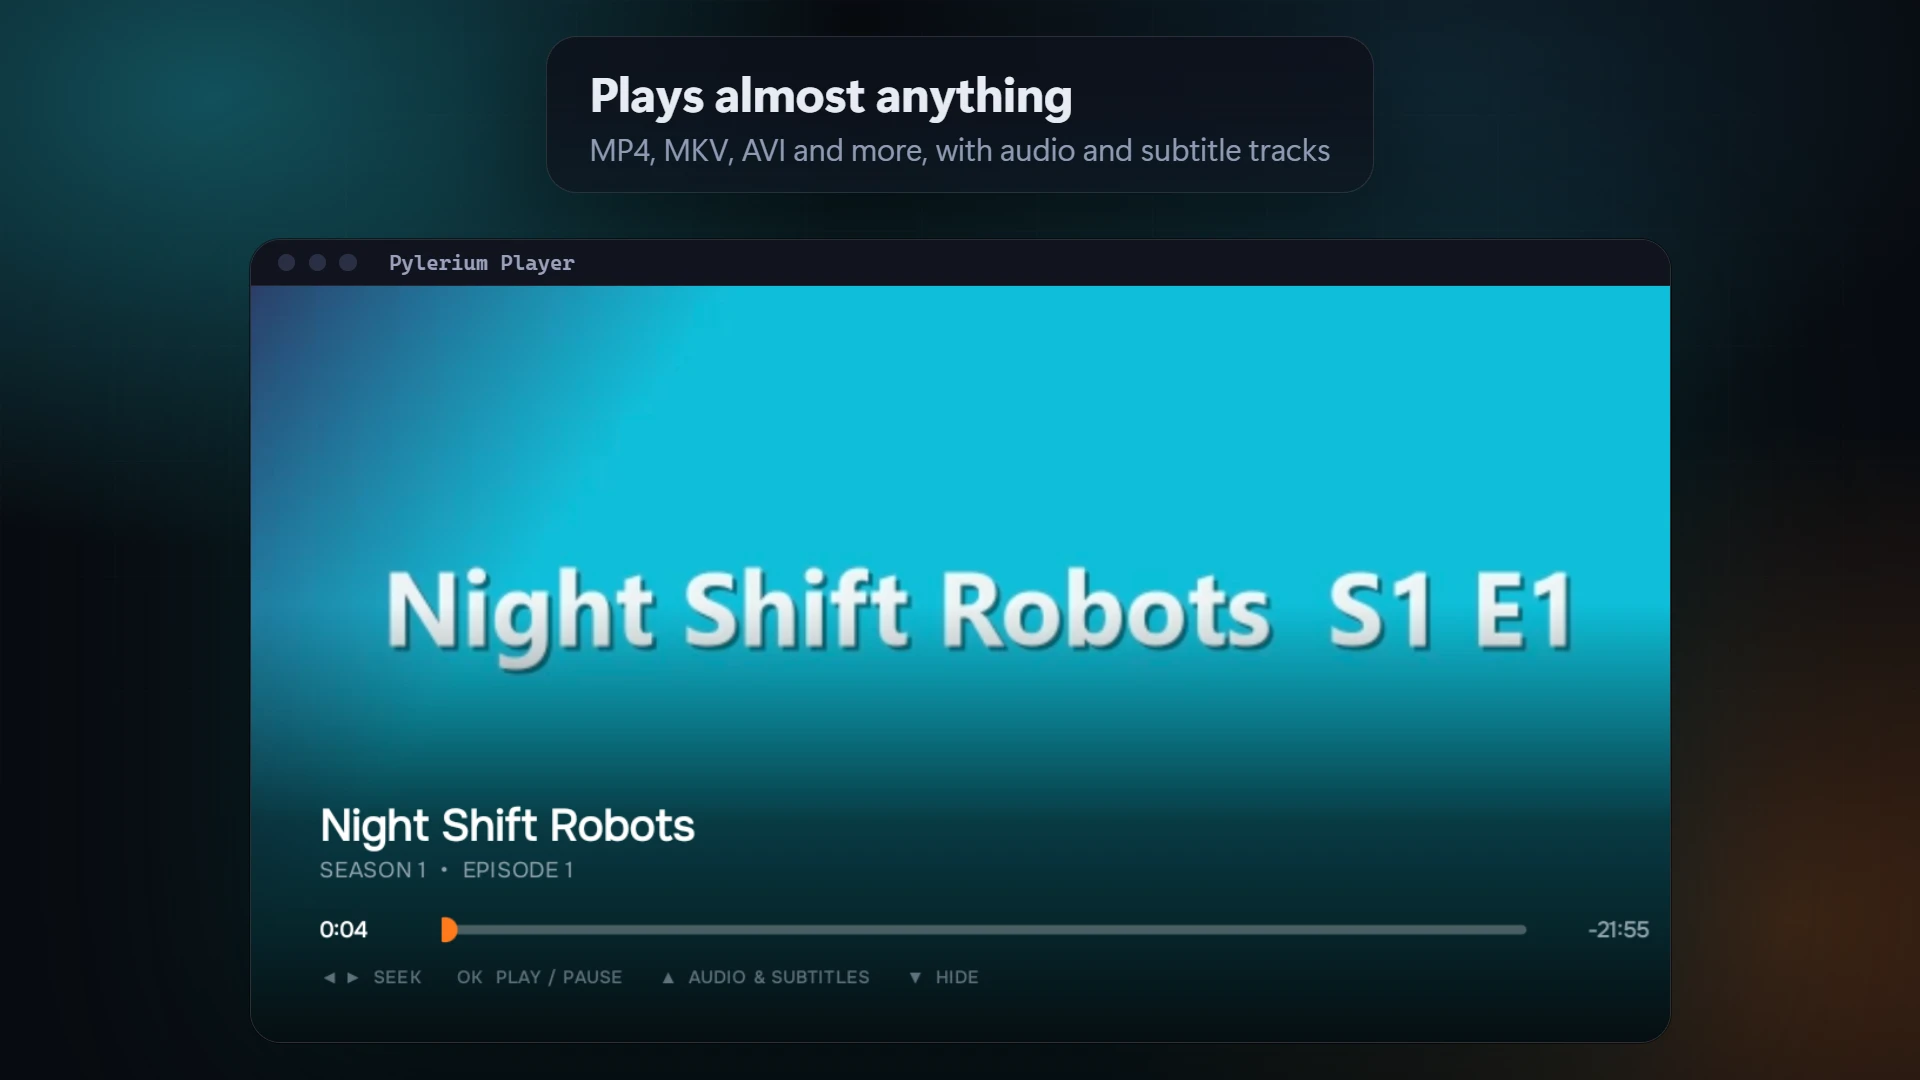 Plays almost anything
MP4, MKV, AVI and more, with audio and subtitle tracks
Pylerium Player
Night Shift Robots S1 E1
Night Shift Robots
SEASON 1 • EPISODE 1
0:04 -21:55
◄ ► SEEK OK PLAY / PAUSE ▲ AUDIO & SUBTITLES ▼ HIDE